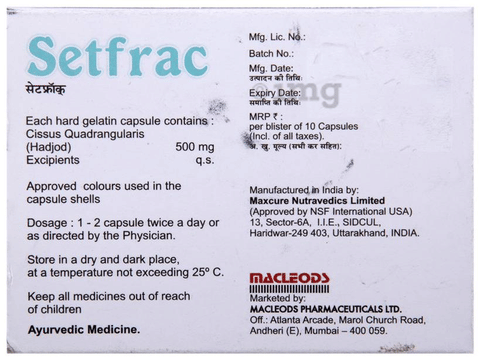 Setfrac
सेटफ्रॅक्
Each hard gelatin capsule contains :
Cissus Quadrangularis
(Hadjod) 500 mg
Excipients q.s.
Approved colours used in the
capsule shells
Dosage : 1 - 2 capsule twice a day or
as directed by the Physician.
Store in a dry and dark place,
at a temperature not exceeding 25º C.
Keep all medicines out of reach
of children
Ayurvedic Medicine.
Mfg. Lic. No.:
Batch No.:
Mfg. Date:
उत्पादन की तिथि:
Expiry Date:
समाप्ति की तिथि:
MRP ₹ :
per blister of 10 Capsules
(Incl. of all taxes).
अ. खु. मूल्य (सभी कर सहित):
Manufactured in India by:
Maxcure Nutravedics Limited
(Approved by NSF International USA)
13, Sector-6A, I.I.E., SIDCUL,
Haridwar-249 403, Uttarakhand, INDIA.
MACLEODS
Marketed by:
MACLEODS PHARMACEUTICALS LTD.
Off.: Atlanta Arcade, Marol Church Road,
Andheri (E), Mumbai – 400 059.